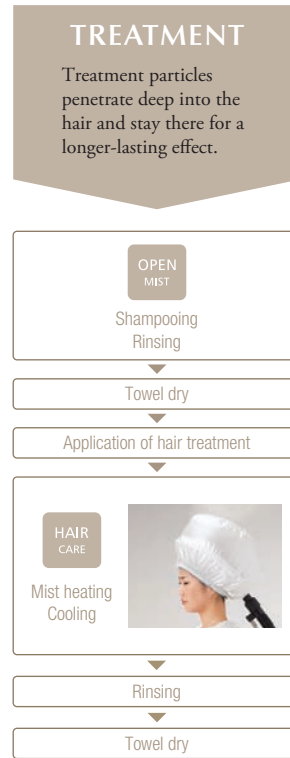 TREATMENT
Treatment particles
penetrate deep into the
hair and stay there for a
longer-lasting effect.
OPEN
MIST
Shampooing
Rinsing
Towel dry
Application of hair treatment
HAIR
CARE
Mist heating
Cooling
Rinsing
Towel dry